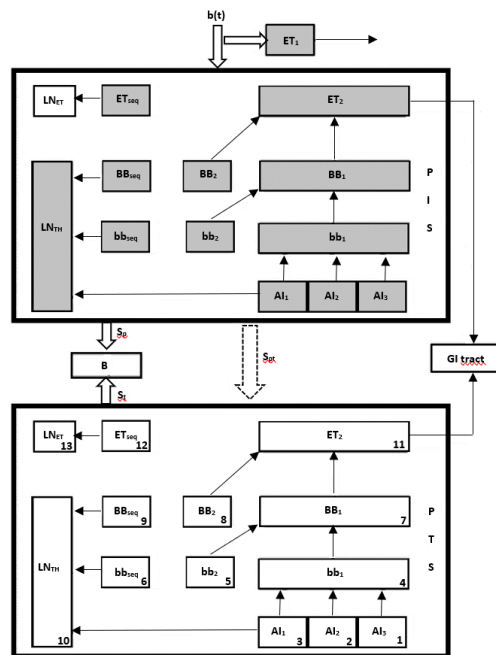 b(t)
ET1
LNET ETseq ET2
BBseq BB2 BB1 P
LNTH I
bbseq bb2 bb1 S
AI1 AI2 AI3
Sp
B Spt GI tract
St
LNET 13 ETseq 12 ET2 11
BBseq 9 BB2 8 BB1 7 P
LNTH 10 T
bbseq 6 bb2 5 bb1 4 S
AI1 3 AI2 2 AI3 1